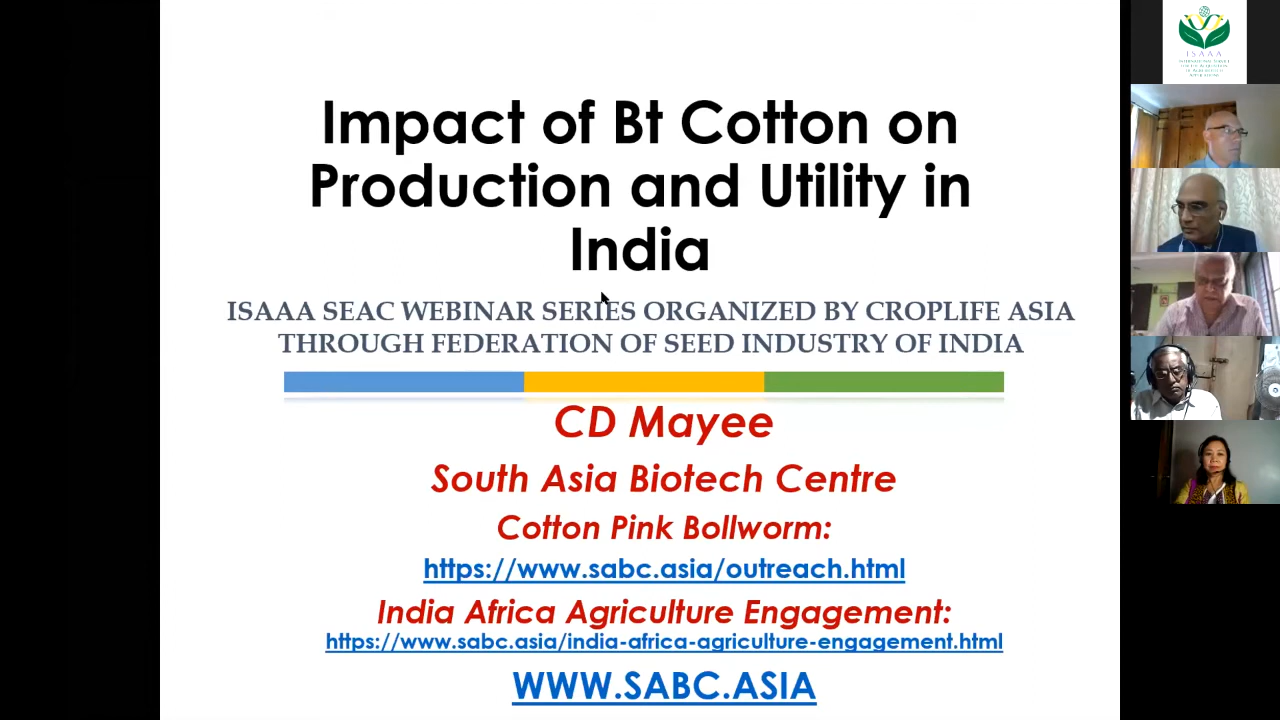 Impact of Bt Cotton on
Production and Utility in
India
ISAAA SEAC WEBINAR SERIES ORGANIZED BY CROPLIFE ASIA
THROUGH FEDERATION OF SEED INDUSTRY OF INDIA
CD Mayee
South Asia Biotech Centre
Cotton Pink Bollworm:
https://www.sabc.asia/outreach.html
India Africa Agriculture Engagement:
https://www.sabc.asia/india-africa-agriculture-engagement.html
WWW.SABC.ASIA
ISAAA